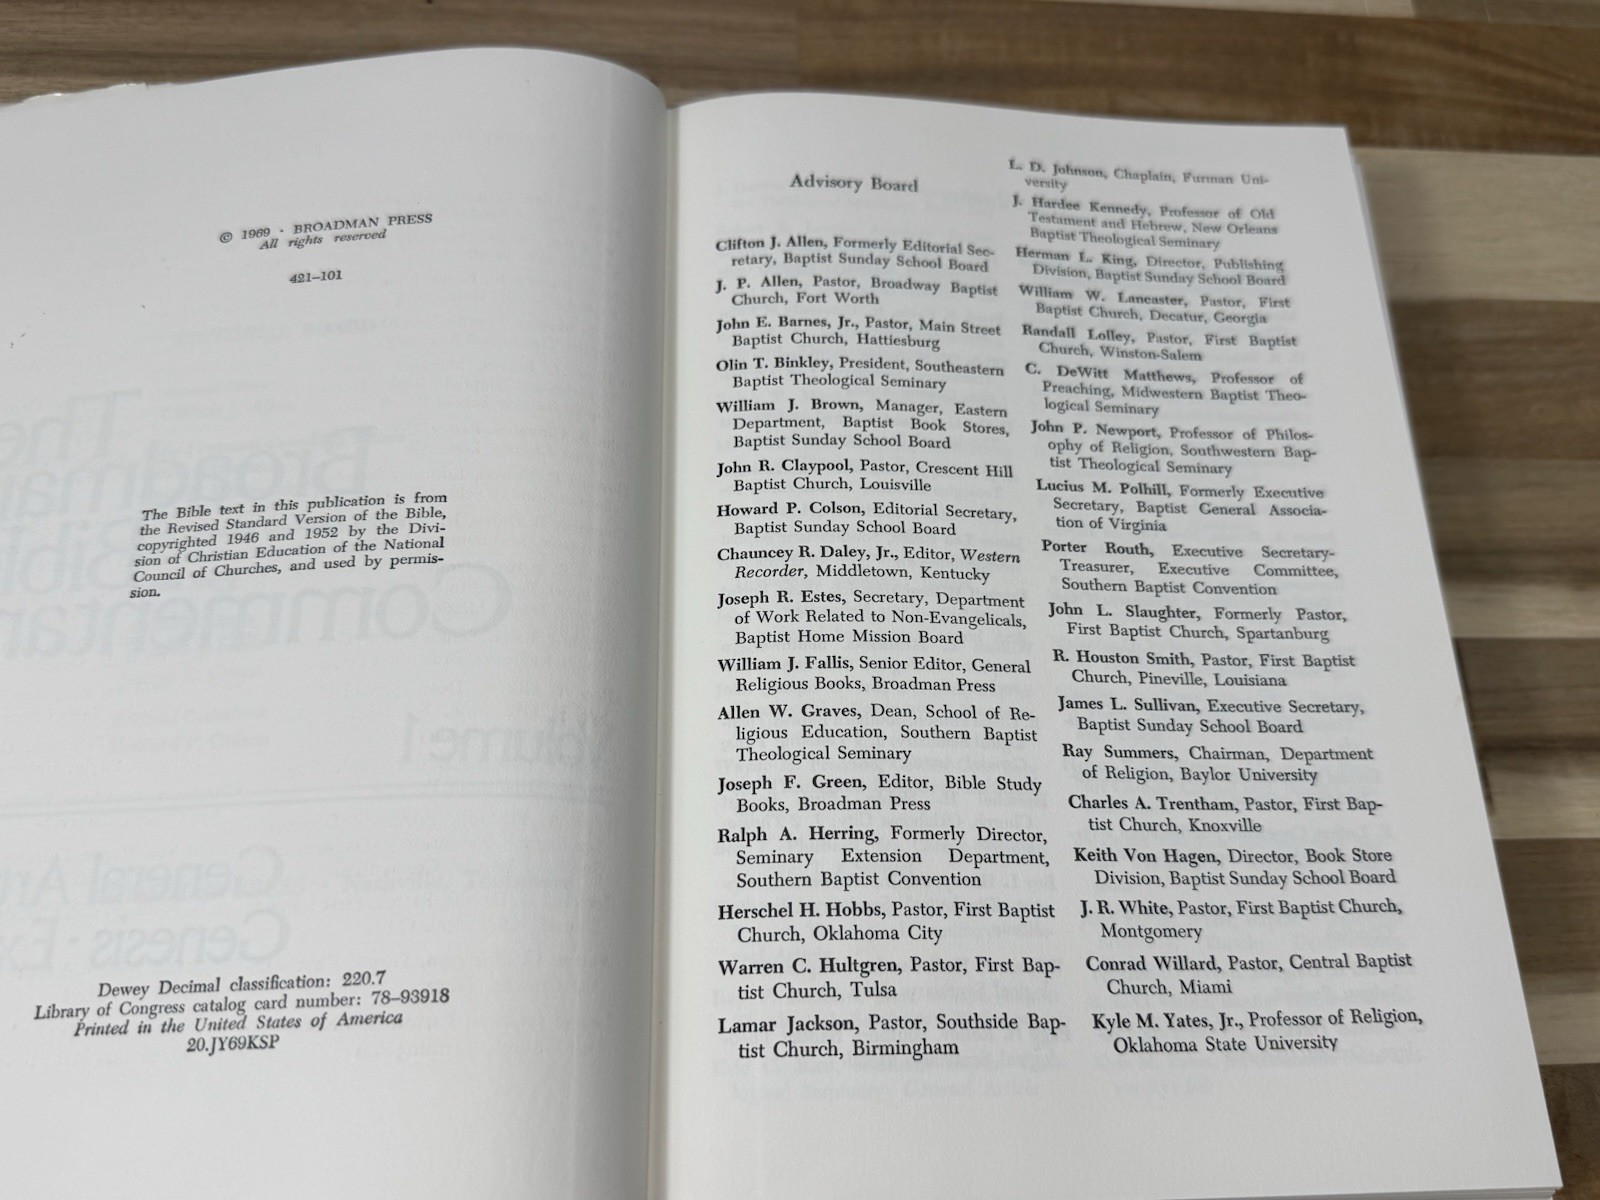 © 1969 · BROADMAN PRESS
All rights reserved
421–101
The Bible text in this publication is from
the Revised Standard Version of the Bible,
copyrighted 1946 and 1952 by the Divi-
sion of Christian Education of the National
Council of Churches, and used by permis-
sion.
Dewey Decimal classification: 220.7
Library of Congress catalog card number: 78–93918
Printed in the United States of America
20.JY69KSP
Advisory Board
Clifton J. Allen, Formerly Editorial Sec-
retary, Baptist Sunday School Board
J. P. Allen, Pastor, Broadway Baptist
Church, Fort Worth
John E. Barnes, Jr., Pastor, Main Street
Baptist Church, Hattiesburg
Olin T. Binkley, President, Southeastern
Baptist Theological Seminary
William J. Brown, Manager, Eastern
Department, Baptist Book Stores,
Baptist Sunday School Board
John R. Claypool, Pastor, Crescent Hill
Baptist Church, Louisville
Howard P. Colson, Editorial Secretary,
Baptist Sunday School Board
Chauncey R. Daley, Jr., Editor, Western
Recorder, Middletown, Kentucky
Joseph R. Estes, Secretary, Department
of Work Related to Non-Evangelicals,
Baptist Home Mission Board
William J. Fallis, Senior Editor, General
Religious Books, Broadman Press
Allen W. Graves, Dean, School of Re-
ligious Education, Southern Baptist
Theological Seminary
Joseph F. Green, Editor, Bible Study
Books, Broadman Press
Ralph A. Herring, Formerly Director,
Seminary Extension Department,
Southern Baptist Convention
Herschel H. Hobbs, Pastor, First Baptist
Church, Oklahoma City
Warren C. Hultgren, Pastor, First Bap-
tist Church, Tulsa
Lamar Jackson, Pastor, Southside Bap-
tist Church, Birmingham
L. D. Johnson, Chaplain, Furman Uni-
versity
J. Hardee Kennedy, Professor of Old
Testament and Hebrew, New Orleans
Baptist Theological Seminary
Herman L. King, Director, Publishing
Division, Baptist Sunday School Board
William W. Lancaster, Pastor, First
Baptist Church, Decatur, Georgia
Randall Lolley, Pastor, First Baptist
Church, Winston-Salem
C. DeWitt Matthews, Professor of
Preaching, Midwestern Baptist Theo-
logical Seminary
John P. Newport, Professor of Philos-
ophy of Religion, Southwestern Bap-
tist Theological Seminary
Lucius M. Polhill, Formerly Executive
Secretary, Baptist General Associa-
tion of Virginia
Porter Routh, Executive Secretary-
Treasurer, Executive Committee,
Southern Baptist Convention
John L. Slaughter, Formerly Pastor,
First Baptist Church, Spartanburg
R. Houston Smith, Pastor, First Baptist
Church, Pineville, Louisiana
James L. Sullivan, Executive Secretary,
Baptist Sunday School Board
Ray Summers, Chairman, Department
of Religion, Baylor University
Charles A. Trentham, Pastor, First Bap-
tist Church, Knoxville
Keith Von Hagen, Director, Book Store
Division, Baptist Sunday School Board
J. R. White, Pastor, First Baptist Church,
Montgomery
Conrad Willard, Pastor, Central Baptist
Church, Miami
Kyle M. Yates, Jr., Professor of Religion,
Oklahoma State University